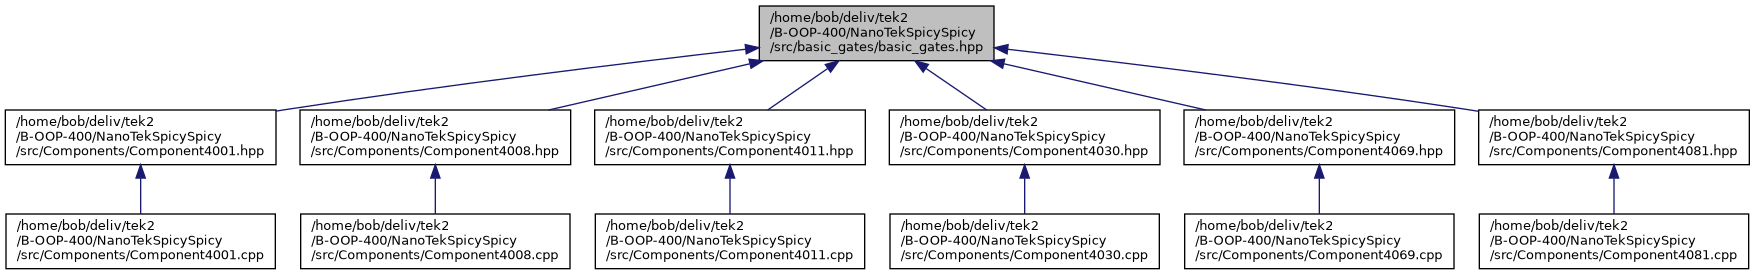 /home/bob/deliv/tek2
/B-OOP-400/NanoTekSpicySpicy
/src/basic_gates/basic_gates.hpp
/home/bob/deliv/tek2
/B-OOP-400/NanoTekSpicySpicy
/src/Components/Component4001.hpp
/home/bob/deliv/tek2
/B-OOP-400/NanoTekSpicySpicy
/src/Components/Component4008.hpp
/home/bob/deliv/tek2
/B-OOP-400/NanoTekSpicySpicy
/src/Components/Component4011.hpp
/home/bob/deliv/tek2
/B-OOP-400/NanoTekSpicySpicy
/src/Components/Component4030.hpp
/home/bob/deliv/tek2
/B-OOP-400/NanoTekSpicySpicy
/src/Components/Component4069.hpp
/home/bob/deliv/tek2
/B-OOP-400/NanoTekSpicySpicy
/src/Components/Component4081.hpp
/home/bob/deliv/tek2
/B-OOP-400/NanoTekSpicySpicy
/src/Components/Component4001.cpp
/home/bob/deliv/tek2
/B-OOP-400/NanoTekSpicySpicy
/src/Components/Component4008.cpp
/home/bob/deliv/tek2
/B-OOP-400/NanoTekSpicySpicy
/src/Components/Component4011.cpp
/home/bob/deliv/tek2
/B-OOP-400/NanoTekSpicySpicy
/src/Components/Component4030.cpp
/home/bob/deliv/tek2
/B-OOP-400/NanoTekSpicySpicy
/src/Components/Component4069.cpp
/home/bob/deliv/tek2
/B-OOP-400/NanoTekSpicySpicy
/src/Components/Component4081.cpp